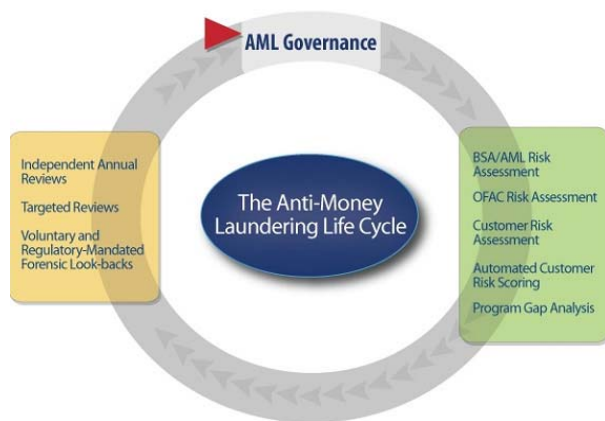 AML Governance
Independent Annual
Reviews
Targeted Reviews
Voluntary and
Regulatory-Mandated
Forensic Look-backs
The Anti-Money
Laundering Life Cycle
BSA/AML Risk
Assessment
OFAC Risk Assessment
Customer Risk
Assessment
Automated Customer
Risk Scoring
Program Gap Analysis